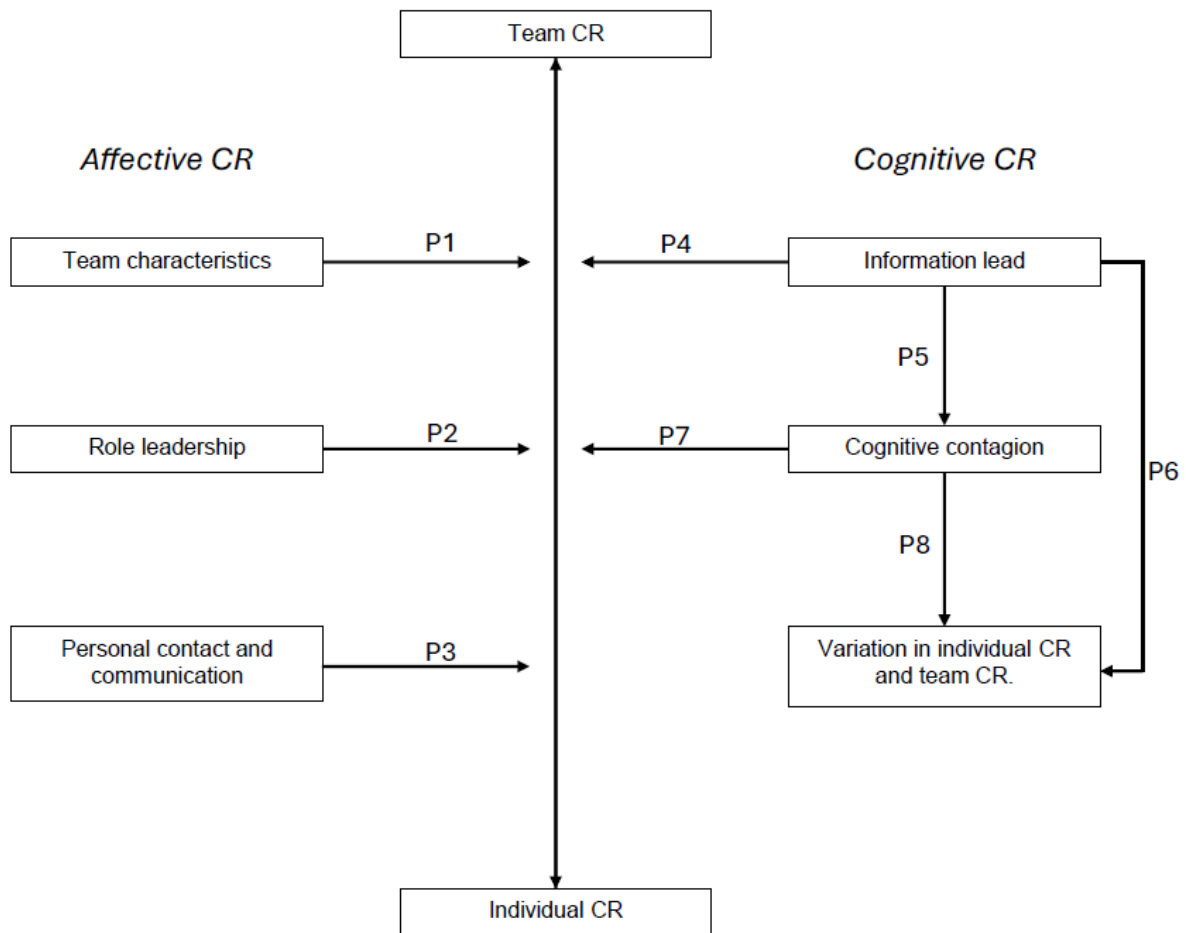 Team CR
Affective CR
Cognitive CR
Team characteristics
P1
P4
Information lead
P5
Role leadership
P2
P7
Cognitive contagion
P6
P8
Personal contact and
communication
P3
Variation in individual CR
and team CR.
Individual CR